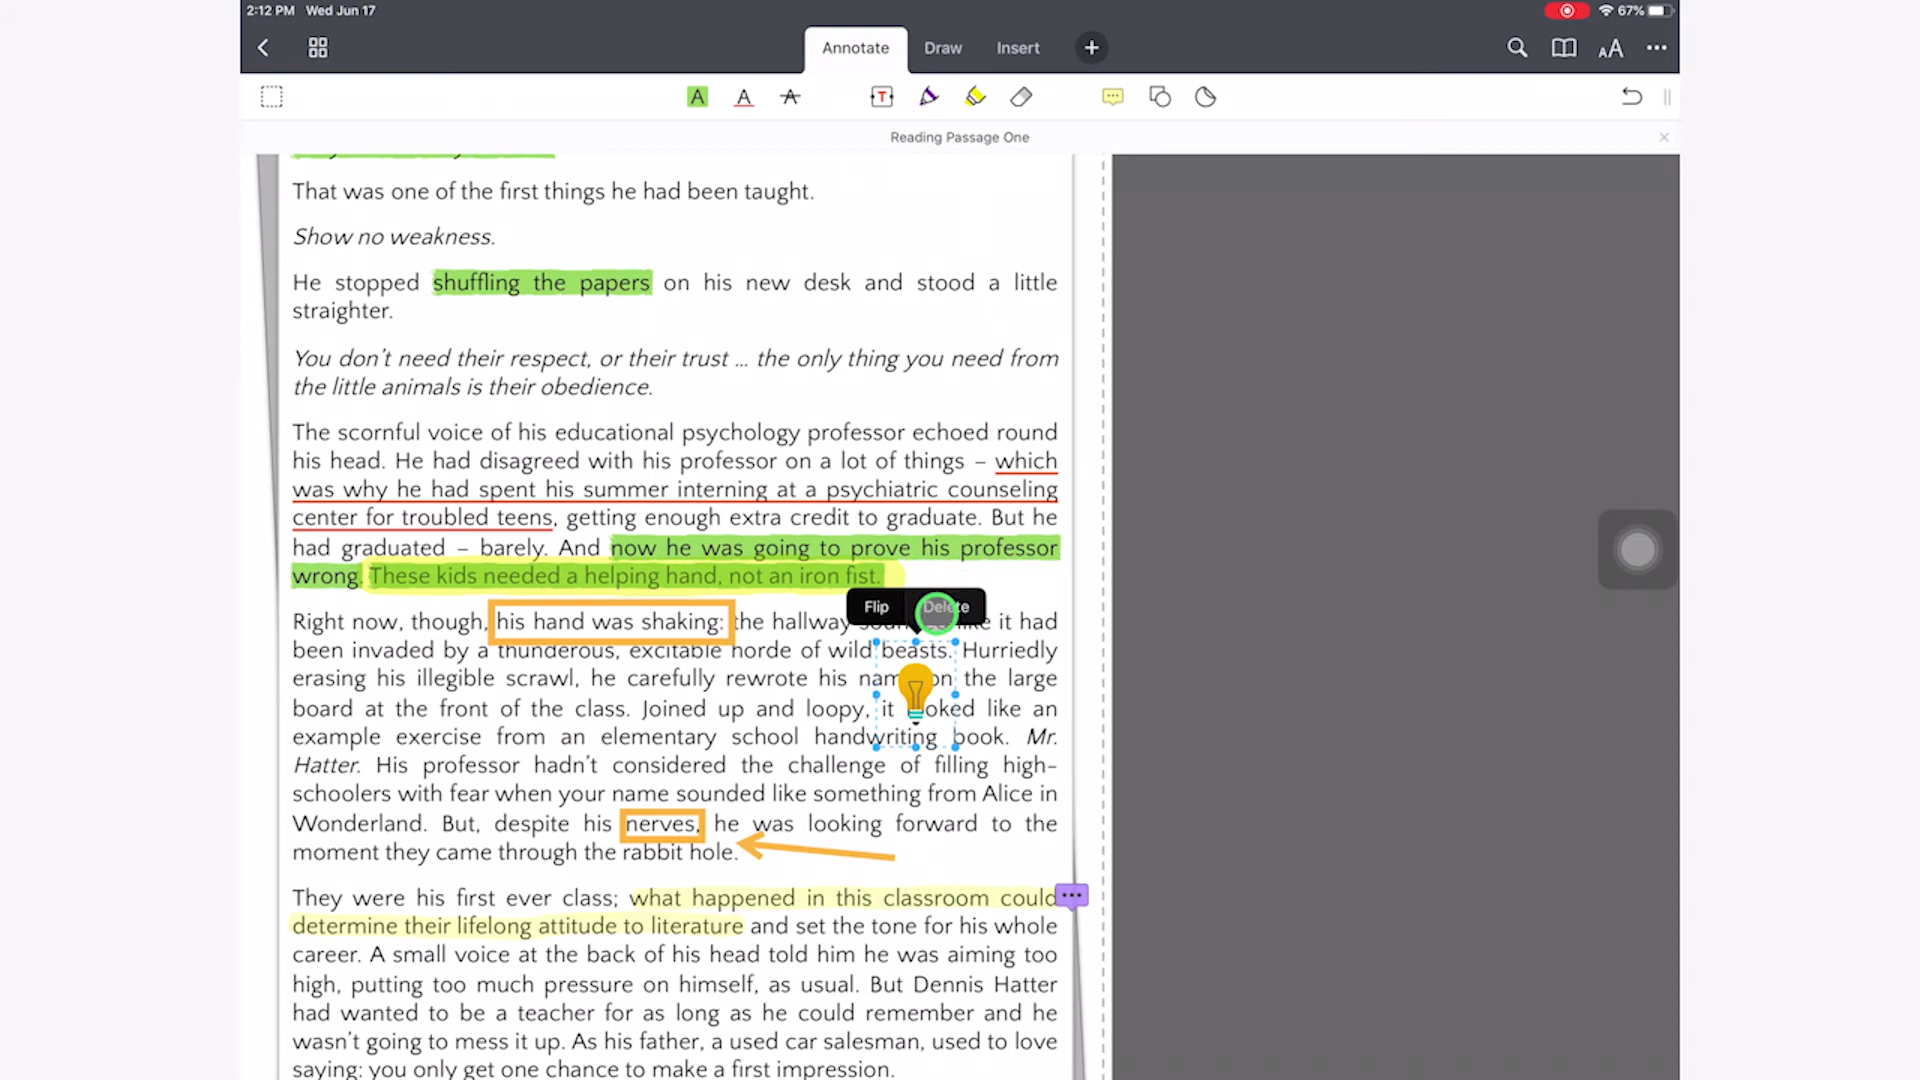 2:12 PM Wed Jun 17
67%
Annotate Draw Insert
AA
A A A T
Reading Passage One
That was one of the first things he had been taught.
Show no weakness.
He stopped shuffling the papers on his new desk and stood a little
straighter.
You don't need their respect, or their trust ... the only thing you need from
the little animals is their obedience.
The scornful voice of his educational psychology professor echoed round
his head. He had disagreed with his professor on a lot of things – which
was why he had spent his summer interning at a psychiatric counseling
center for troubled teens, getting enough extra credit to graduate. But he
had graduated – barely. And now he was going to prove his professor
wrong. These kids needed a helping hand, not an iron fist.
Flip Delete
Right now, though, his hand was shaking: the hallway like it had
been invaded by a thunderous, excitable horde of wild beasts. Hurriedly
erasing his illegible scrawl, he carefully rewrote his name on the large
board at the front of the class. Joined up and loopy, it looked like an
example exercise from an elementary school handwriting book. Mr.
Hatter. His professor hadn't considered the challenge of filling high-
schoolers with fear when your name sounded like something from Alice in
Wonderland. But, despite his nerves, he was looking forward to the
moment they came through the rabbit hole.
They were his first ever class; what happened in this classroom could
determine their lifelong attitude to literature and set the tone for his whole
career. A small voice at the back of his head told him he was aiming too
high, putting too much pressure on himself, as usual. But Dennis Hatter
had wanted to be a teacher for as long as he could remember and he
wasn't going to mess it up. As his father, a used car salesman, used to love
saying: you only get one chance to make a first impression.